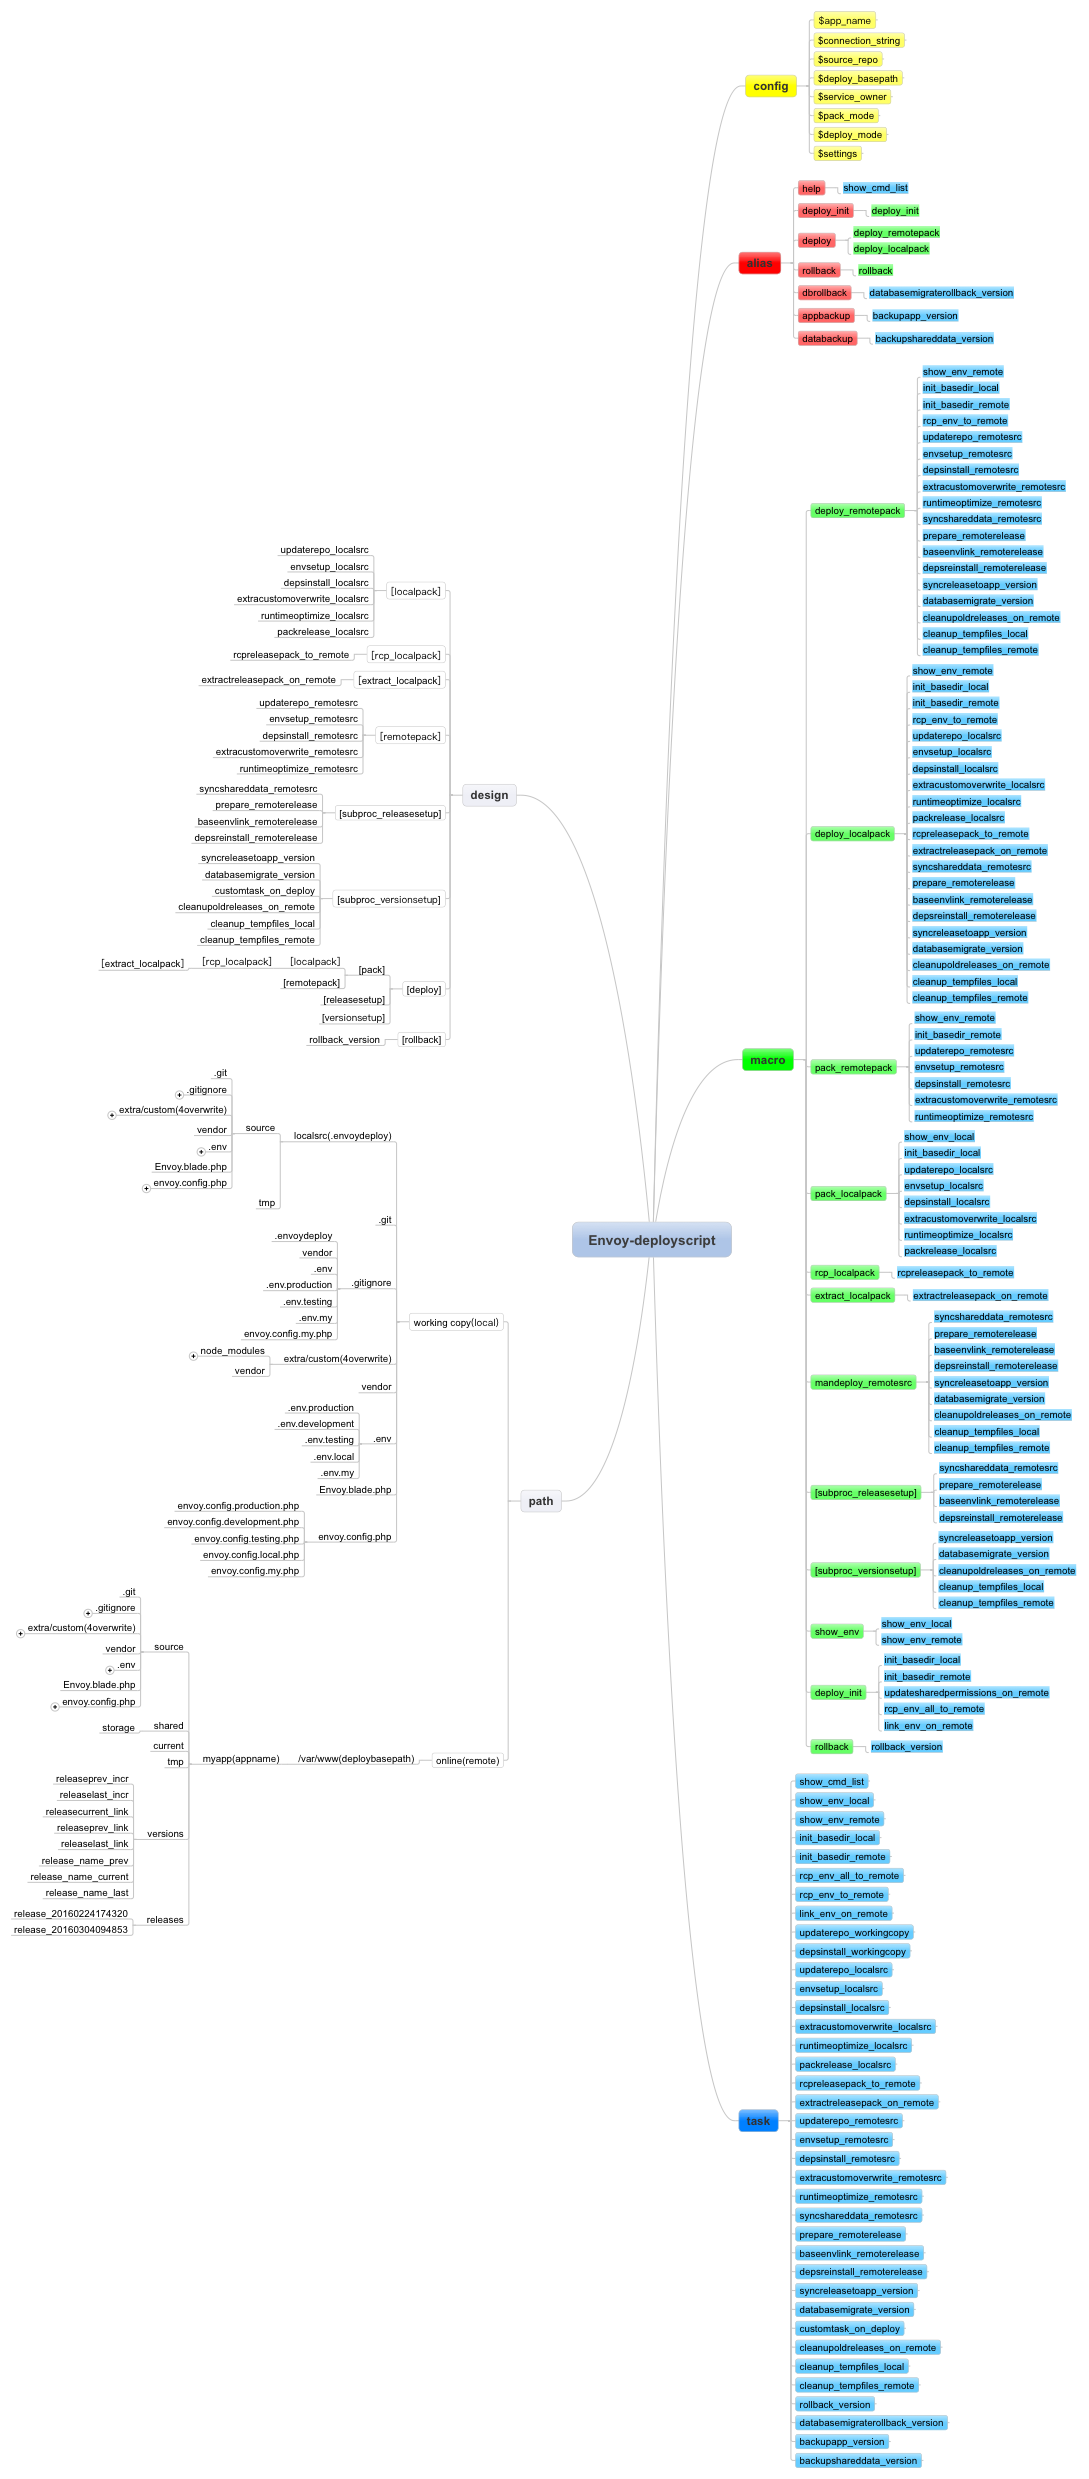 $app_name
$connection_string
$source_repo
$deploy_basepath
config
$service_owner
$pack_mode
$deploy_mode
$settings
help
show_cmd_list
deploy_init
deploy_init
deploy
deploy_remotepack
deploy_localpack
alias
rollback
rollback
dbrollback
databasemigraterollback_version
appbackup
backupapp_version
databackup
backupshareddata_version
deploy_remotepack
show_env_remote
init_basedir_local
init_basedir_remote
rcp_env_to_remote
updaterepo_remotesrc
envsetup_remotesrc
depsinstall_remotesrc
extracustomoverwrite_remotesrc
runtimeoptimize_remotesrc
syncshareddata_remotesrc
prepare_remoterelease
baseenvlink_remoterelease
depsreinstall_remoterelease
syncreleasetoapp_version
databasemigrate_version
cleanupoldreleases_on_remote
cleanup_tempfiles_local
cleanup_tempfiles_remote
deploy_localpack
show_env_remote
init_basedir_local
init_basedir_remote
rcp_env_to_remote
updaterepo_localsrc
envsetup_localsrc
depsinstall_localsrc
extracustomoverwrite_localsrc
runtimeoptimize_localsrc
packrelease_localsrc
rcpreleasepack_to_remote
extractreleasepack_on_remote
syncshareddata_remotesrc
prepare_remoterelease
baseenvlink_remoterelease
depsreinstall_remoterelease
syncreleasetoapp_version
databasemigrate_version
cleanupoldreleases_on_remote
cleanup_tempfiles_local
cleanup_tempfiles_remote
macro
pack_remotepack
show_env_remote
init_basedir_remote
updaterepo_remotesrc
envsetup_remotesrc
depsinstall_remotesrc
extracustomoverwrite_remotesrc
runtimeoptimize_remotesrc
pack_localpack
show_env_local
init_basedir_local
updaterepo_localsrc
envsetup_localsrc
depsinstall_localsrc
extracustomoverwrite_localsrc
runtimeoptimize_localsrc
packrelease_localsrc
rcp_localpack
rcpreleasepack_to_remote
extract_localpack
extractreleasepack_on_remote
mandeploy_remotesrc
syncshareddata_remotesrc
prepare_remoterelease
baseenvlink_remoterelease
depsreinstall_remoterelease
syncreleasetoapp_version
databasemigrate_version
cleanupoldreleases_on_remote
cleanup_tempfiles_local
cleanup_tempfiles_remote
[subproc_releasesetup]
syncshareddata_remotesrc
prepare_remoterelease
baseenvlink_remoterelease
depsreinstall_remoterelease
[subproc_versionsetup]
syncreleasetoapp_version
databasemigrate_version
cleanupoldreleases_on_remote
cleanup_tempfiles_local
cleanup_tempfiles_remote
show_env
show_env_local
show_env_remote
deploy_init
init_basedir_local
init_basedir_remote
updatesharedpermissions_on_remote
rcp_env_all_to_remote
link_env_on_remote
rollback
rollback_version
task
show_cmd_list
show_env_local
show_env_remote
init_basedir_local
init_basedir_remote
rcp_env_all_to_remote
rcp_env_to_remote
link_env_on_remote
updaterepo_workingcopy
depsinstall_workingcopy
updaterepo_localsrc
envsetup_localsrc
depsinstall_localsrc
extracustomoverwrite_localsrc
runtimeoptimize_localsrc
packrelease_localsrc
rcpreleasepack_to_remote
extractreleasepack_on_remote
updaterepo_remotesrc
envsetup_remotesrc
depsinstall_remotesrc
extracustomoverwrite_remotesrc
runtimeoptimize_remotesrc
syncshareddata_remotesrc
prepare_remoterelease
baseenvlink_remoterelease
depsreinstall_remoterelease
syncreleasetoapp_version
databasemigrate_version
customtask_on_deploy
cleanupoldreleases_on_remote
cleanup_tempfiles_local
cleanup_tempfiles_remote
rollback_version
databasemigraterollback_version
backupapp_version
backupshareddata_version
Envoy-deployscript
design
[localpack]
updaterepo_localsrc
envsetup_localsrc
depsinstall_localsrc
extracustomoverwrite_localsrc
runtimeoptimize_localsrc
packrelease_localsrc
[rcp_localpack]
rcpreleasepack_to_remote
[extract_localpack]
extractreleasepack_on_remote
[remotepack]
updaterepo_remotesrc
envsetup_remotesrc
depsinstall_remotesrc
extracustomoverwrite_remotesrc
runtimeoptimize_remotesrc
[subproc_releasesetup]
syncshareddata_remotesrc
prepare_remoterelease
baseenvlink_remoterelease
depsreinstall_remoterelease
[subproc_versionsetup]
syncreleasetoapp_version
databasemigrate_version
customtask_on_deploy
cleanupoldreleases_on_remote
cleanup_tempfiles_local
cleanup_tempfiles_remote
[deploy]
[pack]
[localpack]
[rcp_localpack]
[extract_localpack]
[remotepack]
[releasesetup]
[versionsetup]
[rollback]
rollback_version
path
working copy(local)
localsrc(.envoydeploy)
source
.git
.gitignore
extra/custom(4overwrite)
vendor
.env
Envoy.blade.php
envoy.config.php
tmp
.git
.gitignore
.envoydeploy
vendor
.env
.env.production
.env.testing
.env.my
envoy.config.my.php
extra/custom(4overwrite)
node_modules
vendor
vendor
.env
.env.production
.env.development
.env.testing
.env.local
.env.my
Envoy.blade.php
envoy.config.php
envoy.config.production.php
envoy.config.development.php
envoy.config.testing.php
envoy.config.local.php
envoy.config.my.php
online(remote)
/var/www(deploybasepath)
myapp(appname)
source
.git
.gitignore
extra/custom(4overwrite)
vendor
.env
Envoy.blade.php
envoy.config.php
shared
storage
current
tmp
versions
releaseprev_incr
releaselast_incr
releasecurrent_link
releaseprev_link
releaselast_link
release_name_prev
release_name_current
release_name_last
releases
release_20160224174320
release_20160304094853